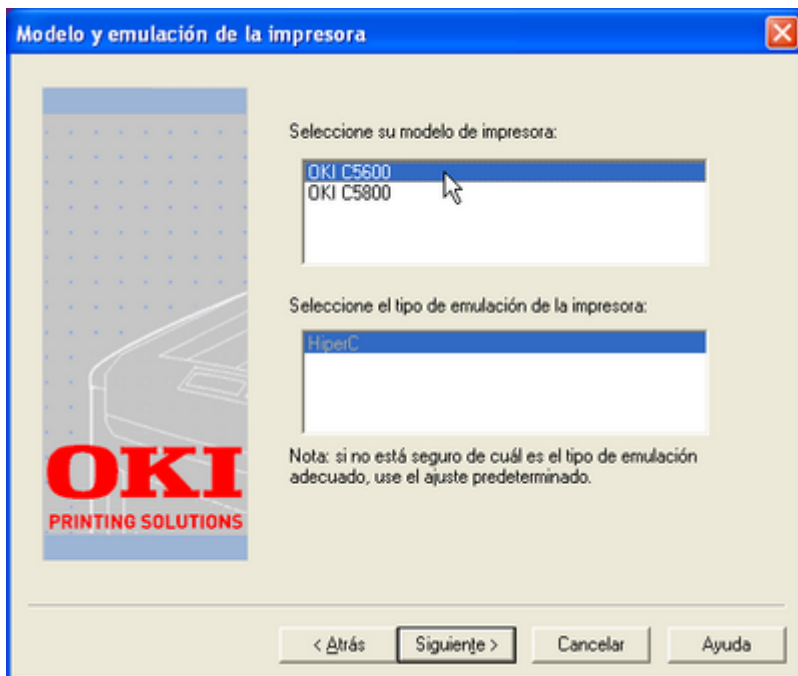 Modelo y emulación de la impresora
Seleccione su modelo de impresora:
OKI C5600
OKI C5800
Seleccione el tipo de emulación de la impresora:
HiperC
Nota: si no está seguro de cuál es el tipo de emulación
adecuado, use el ajuste predeterminado.
OKI
PRINTING SOLUTIONS
< Atrás
Siguiente >
Cancelar
Ayuda